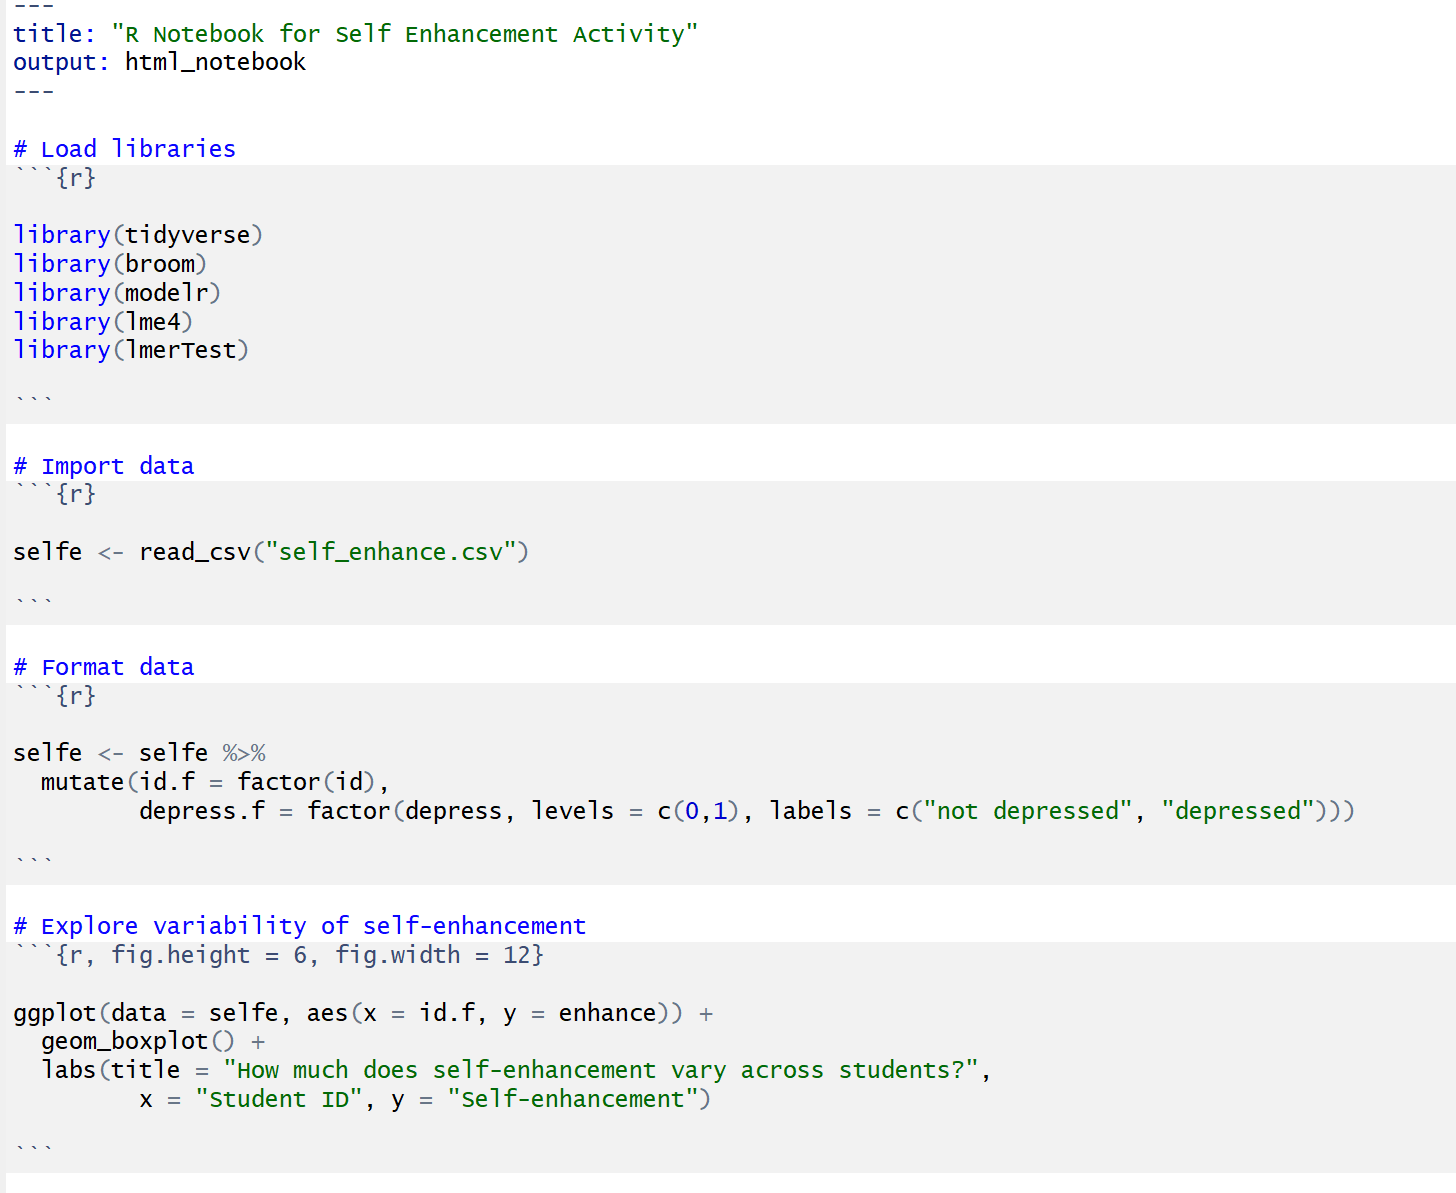 ---
title: "R Notebook for Self Enhancement Activity"
output: html_notebook
---
# Load libraries
```{r}
library(tidyverse)
library(broom)
library(modelr)
library(lme4)
library(lmerTest)
```
# Import data
```{r}
selfe <- read_csv("self_enhance.csv")
```
# Format data
```{r}
selfe <- selfe %>%
  mutate(id.f = factor(id),
         depress.f = factor(depress, levels = c(0,1), labels = c("not depressed", "depressed")))
```
# Explore variability of self-enhancement
```{r, fig.height = 6, fig.width = 12}
ggplot(data = selfe, aes(x = id.f, y = enhance)) +
  geom_boxplot() +
  labs(title = "How much does self-enhancement vary across students?",
         x = "Student ID", y = "Self-enhancement")
```